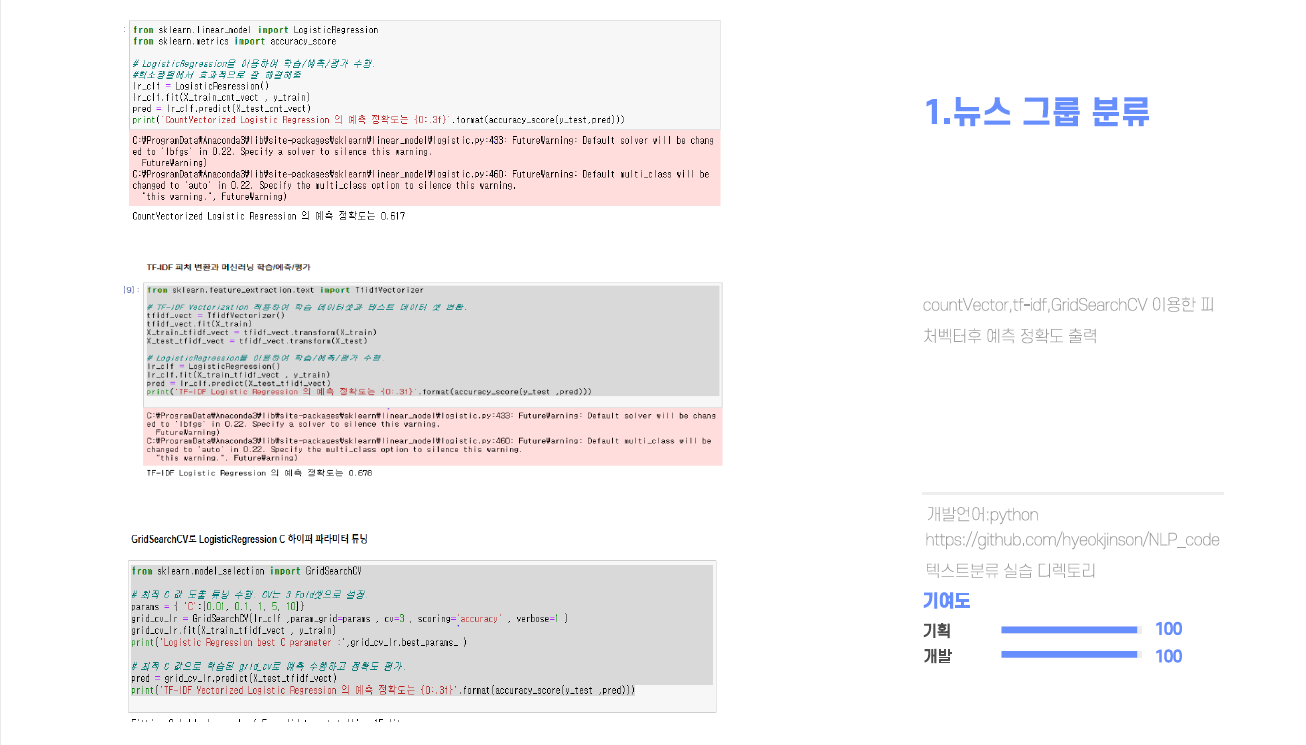 from sklearn.linear_model import LogisticRegression
from sklearn.metrics import accuracy_score
# LogisticRegression을 이용하여 학습/예측/평가 수행.
#희소행렬에서 효과적으로 잘 해결해줌
lr_clf = LogisticRegression()
lr_clf.fit(X_train_cnt_vect , y_train)
pred = lr_clf.predict(X_test_cnt_vect)
print('CountVectorized Logistic Regression 의 예측 정확도는 {0:.3f}'.format(accuracy_score(y_test,pred)))
C:₩ProgramData₩Anaconda3₩lib₩site-packages₩sklearn₩linear_model₩logistic.py:433: FutureWarning: Default solver will be chang
ed to 'lbfgs' in 0.22. Specify a solver to silence this warning.
FutureWarning)
C:₩ProgramData₩Anaconda3₩lib₩site-packages₩sklearn₩linear_model₩logistic.py:460: FutureWarning: Default multi_class will be
changed to 'auto' in 0.22. Specify the multi_class option to silence this warning.
"this warning.", FutureWarning)
CountVectorized Logistic Regression 의 예측 정확도는 0.617
TF-IDF 피처 변환과 머신러닝 학습/예측/평가
[9]: from sklearn.feature_extraction.text import TfidfVectorizer
# TF-IDF Vectorization 적용하여 학습 데이터셋과 테스트 데이터 셋 변환.
tfidf_vect = TfidfVectorizer()
tfidf_vect.fit(X_train)
X_train_tfidf_vect = tfidf_vect.transform(X_train)
X_test_tfidf_vect = tfidf_vect.transform(X_test)
# LogisticRegression을 이용하여 학습/예측/평가 수행.
lr_clf = LogisticRegression()
lr_clf.fit(X_train_tfidf_vect , y_train)
pred = lr_clf.predict(X_test_tfidf_vect)
print('TF-IDF Logistic Regression 의 예측 정확도는 {0:.3f}'.format(accuracy_score(y_test ,pred)))
C:₩ProgramData₩Anaconda3₩lib₩site-packages₩sklearn₩linear_model₩logistic.py:433: FutureWarning: Default solver will be chang
ed to 'lbfgs' in 0.22. Specify a solver to silence this warning.
FutureWarning)
C:₩ProgramData₩Anaconda3₩lib₩site-packages₩sklearn₩linear_model₩logistic.py:460: FutureWarning: Default multi_class will be
changed to 'auto' in 0.22. Specify the multi_class option to silence this warning.
"this warning.", FutureWarning)
TF-IDF Logistic Regression 의 예측 정확도는 0.678
GridSearchCV로 LogisticRegression C 하이퍼 파라미터 튜닝
from sklearn.model_selection import GridSearchCV
# 최적 C 값 도출 튜닝 수행. CV는 3 Fold셋으로 설정.
params = { 'C':[0.01, 0.1, 1, 5, 10]}
grid_cv_lr = GridSearchCV(lr_clf ,param_grid=params , cv=3 , scoring='accuracy' , verbose=1 )
grid_cv_lr.fit(X_train_tfidf_vect , y_train)
print('Logistic Regression best C parameter :',grid_cv_lr.best_params_ )
# 최적 C 값으로 학습된 grid_cv로 예측 수행하고 정확도 평가.
pred = grid_cv_lr.predict(X_test_tfidf_vect)
print('TF-IDF Vectorized Logistic Regression 의 예측 정확도는 {0:.3f}'.format(accuracy_score(y_test ,pred)))
1.뉴스 그룹 분류
countVector,tf-idf,GridSearchCV 이용한 피
처벡터후 예측 정확도 출력
개발언어:python
https://github.com/hyeokjinson/NLP_code
텍스트분류 실습 디렉토리
기여도
기획 100
개발 100